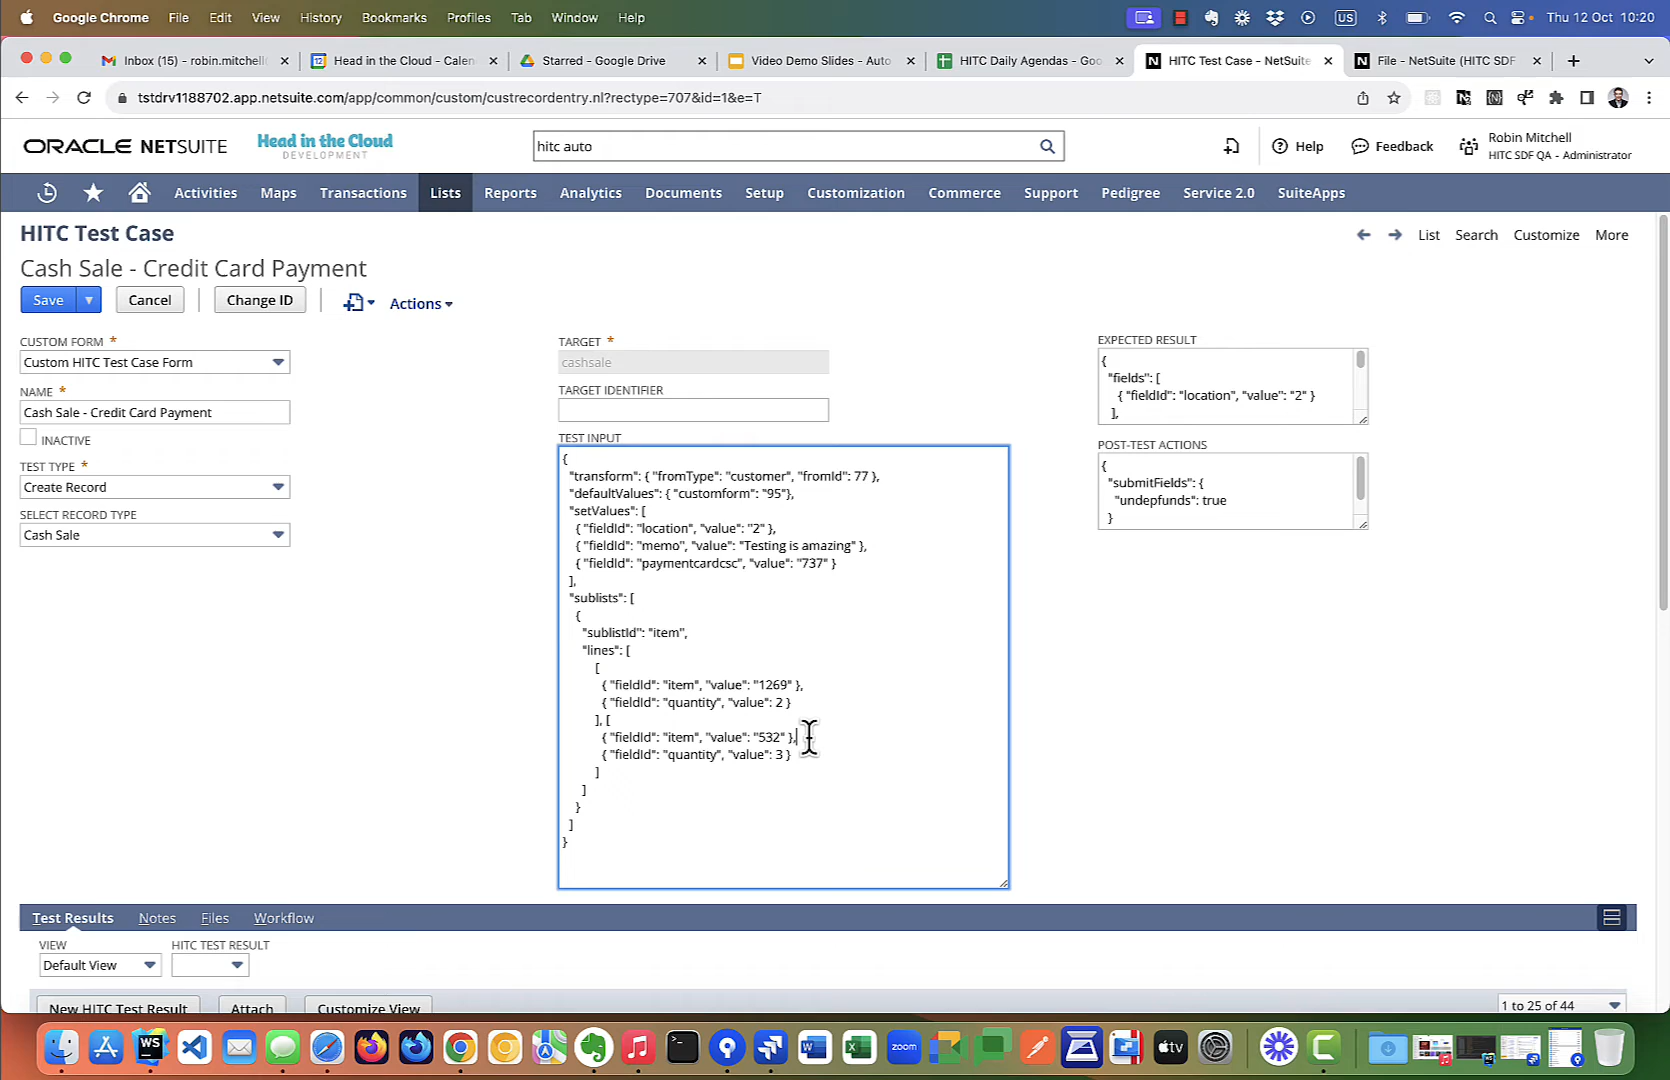 Google Chrome File Edit View History Bookmarks Profiles Tab Window Help US Thu 12 Oct 10:20
Inbox (15) - robin.mitchell
Head in the Cloud - Calen
Starred - Google Drive
Video Demo Slides - Auto
HITC Daily Agendas - Goo
HITC Test Case - NetSuite
File - NetSuite (HITC SDF
tstdrv1188702.app.netsuite.com/app/common/custom/custrecordentry.nl?rectype=707&id=1&e=T
ORACLE NETSUITE
Head in the Cloud
DEVELOPMENT
hitc auto
Help
Feedback
Robin Mitchell
HITC SDF QA - Administrator
Activities Maps Transactions Lists Reports Analytics Documents Setup Customization Commerce Support Pedigree Service 2.0 SuiteApps
HITC Test Case
List Search Customize More
Cash Sale - Credit Card Payment
Save Cancel Change ID Actions
CUSTOM FORM *
Custom HITC Test Case Form
NAME *
Cash Sale - Credit Card Payment
INACTIVE
TEST TYPE *
Create Record
SELECT RECORD TYPE
Cash Sale
TARGET *
cashsale
TARGET IDENTIFIER
TEST INPUT
{
"transform": { "fromType": "customer", "fromId": 77 },
"defaultValues": { "customform": "95"},
"setValues": [
{ "fieldId": "location", "value": "2" },
{ "fieldId": "memo", "value": "Testing is amazing" },
{ "fieldId": "paymentcardcsc", "value": "737" }
],
"sublists": [
{
"sublistId": "item",
"lines": [
[
{ "fieldId": "item", "value": "1269" },
{ "fieldId": "quantity", "value": 2 }
], [
{ "fieldId": "item", "value": "532" },
{ "fieldId": "quantity", "value": 3 }
]
]
}
]
}
EXPECTED RESULT
{
"fields": [
{ "fieldId": "location", "value": "2" }
],
POST-TEST ACTIONS
{
"submitFields": {
"undepfunds": true
}
Test Results Notes Files Workflow
VIEW
Default View
HITC TEST RESULT
New HITC Test Result Attach Customize View
1 to 25 of 44
WS
zoom
tv